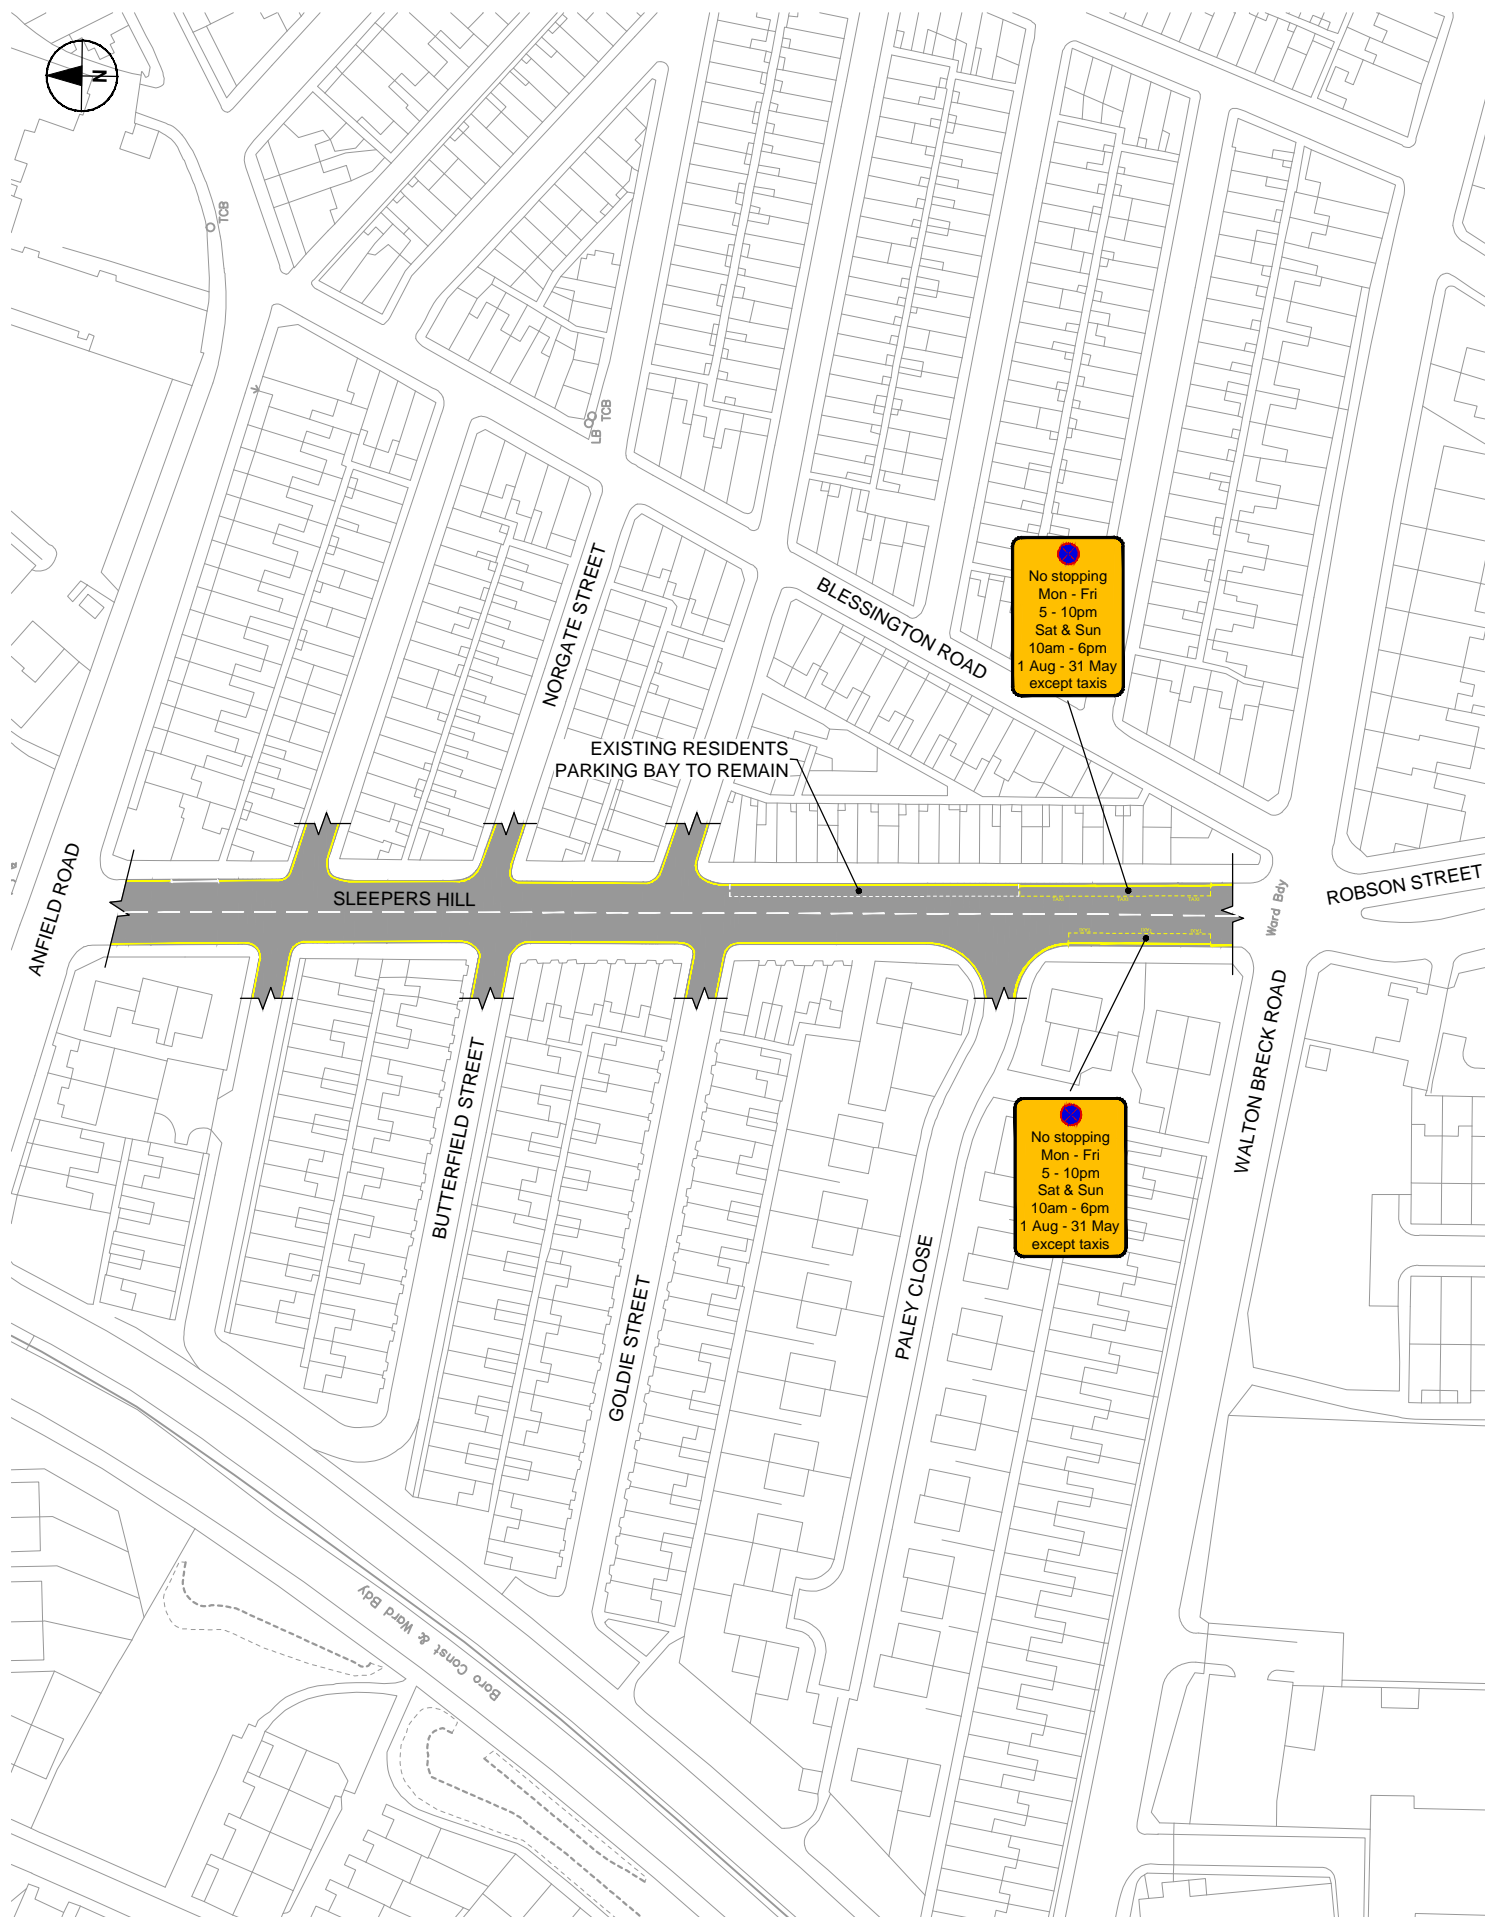 N
TCB
LB TCB
NORGATE STREET
BLESSINGTON ROAD
No stopping
Mon - Fri
5 - 10pm
Sat & Sun
10am - 6pm
1 Aug - 31 May
except taxis
EXISTING RESIDENTS
PARKING BAY TO REMAIN
ANFIELD ROAD
SLEEPERS HILL
TAXI
TAXI
TAXI
Ward Bdy
ROBSON STREET
WALTON BRECK ROAD
BUTTERFIELD STREET
GOLDIE STREET
PALEY CLOSE
No stopping
Mon - Fri
5 - 10pm
Sat & Sun
10am - 6pm
1 Aug - 31 May
except taxis
Boro Const & Ward Bdy